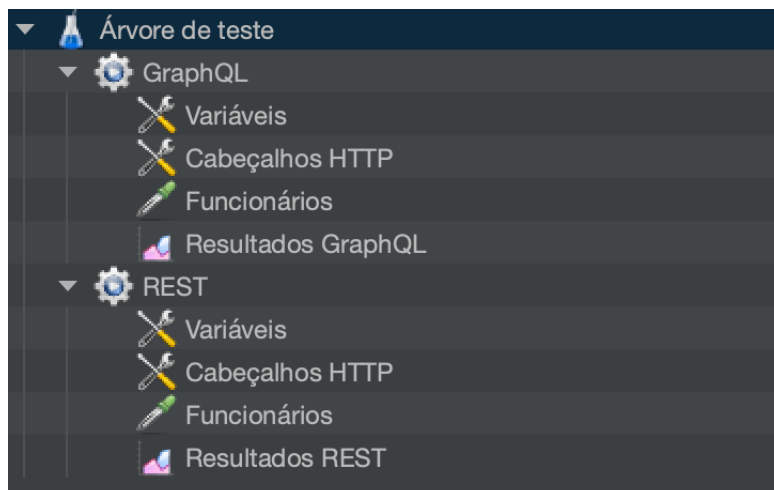 Árvore de teste
GraphQL
Variáveis
Cabeçalhos HTTP
Funcionários
Resultados GraphQL
REST
Variáveis
Cabeçalhos HTTP
Funcionários
Resultados REST